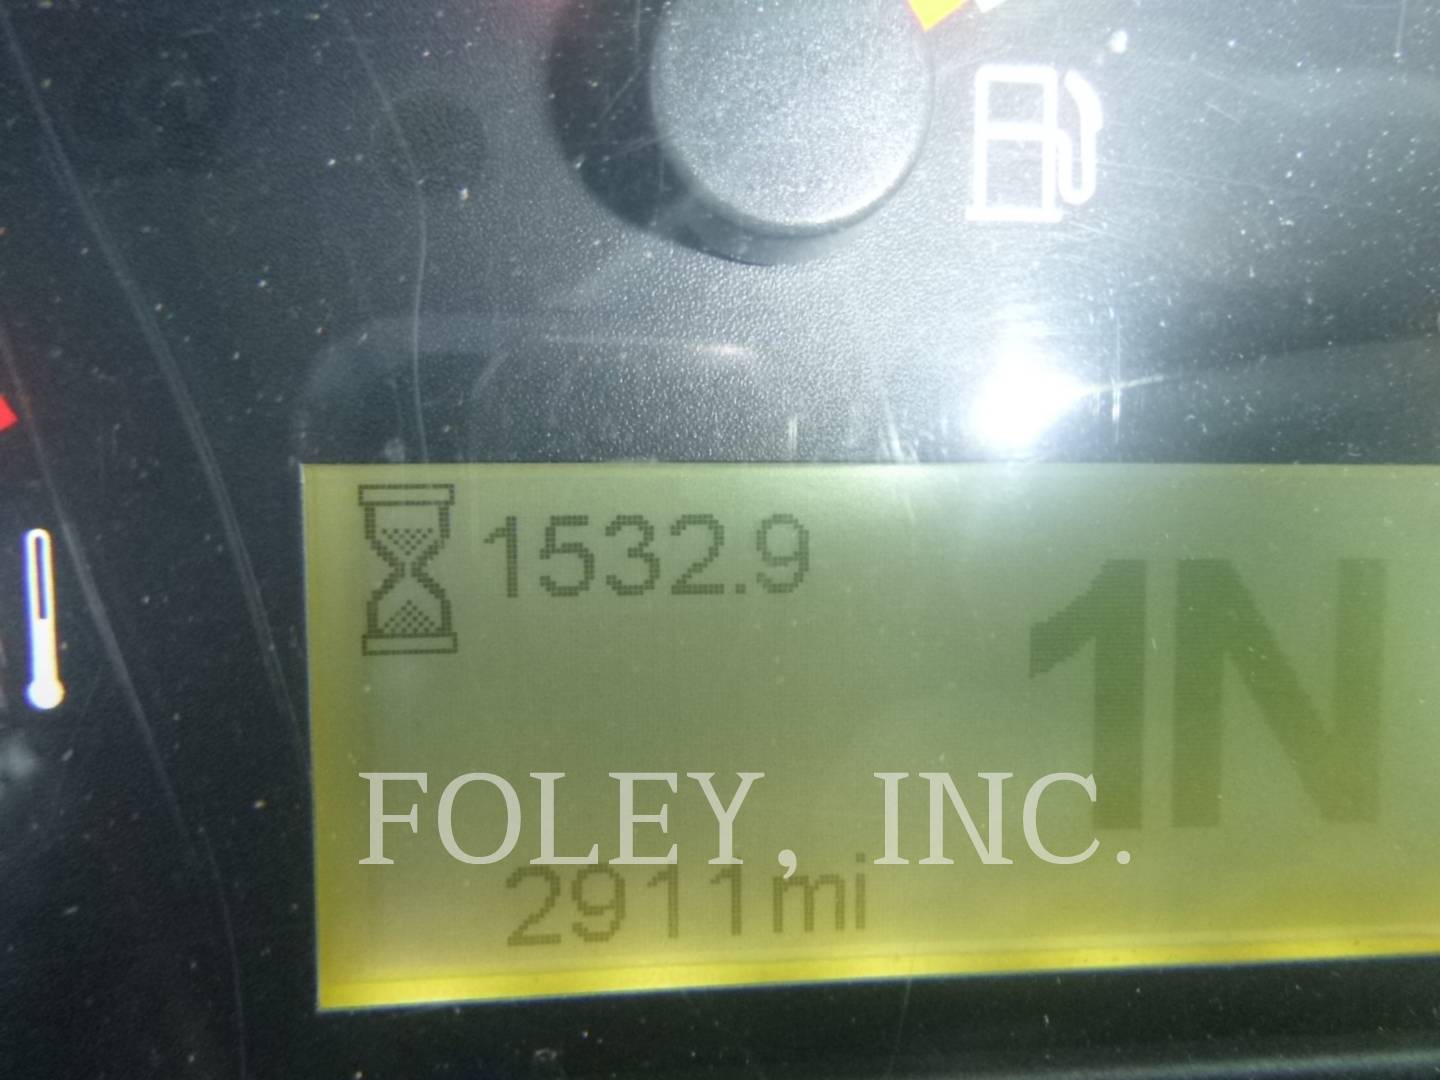 1532.9
1N
FOLEY, INC.
2911mi